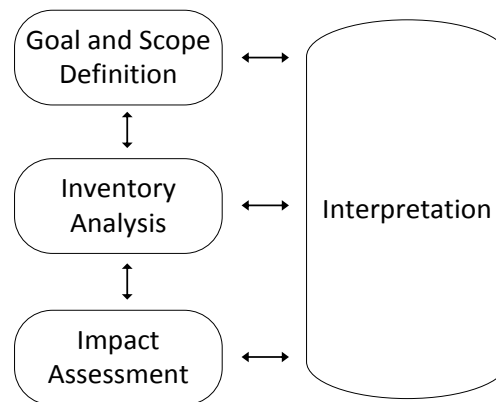 Goal and Scope
Definition
Inventory
Analysis
Interpretation
Impact
Assessment